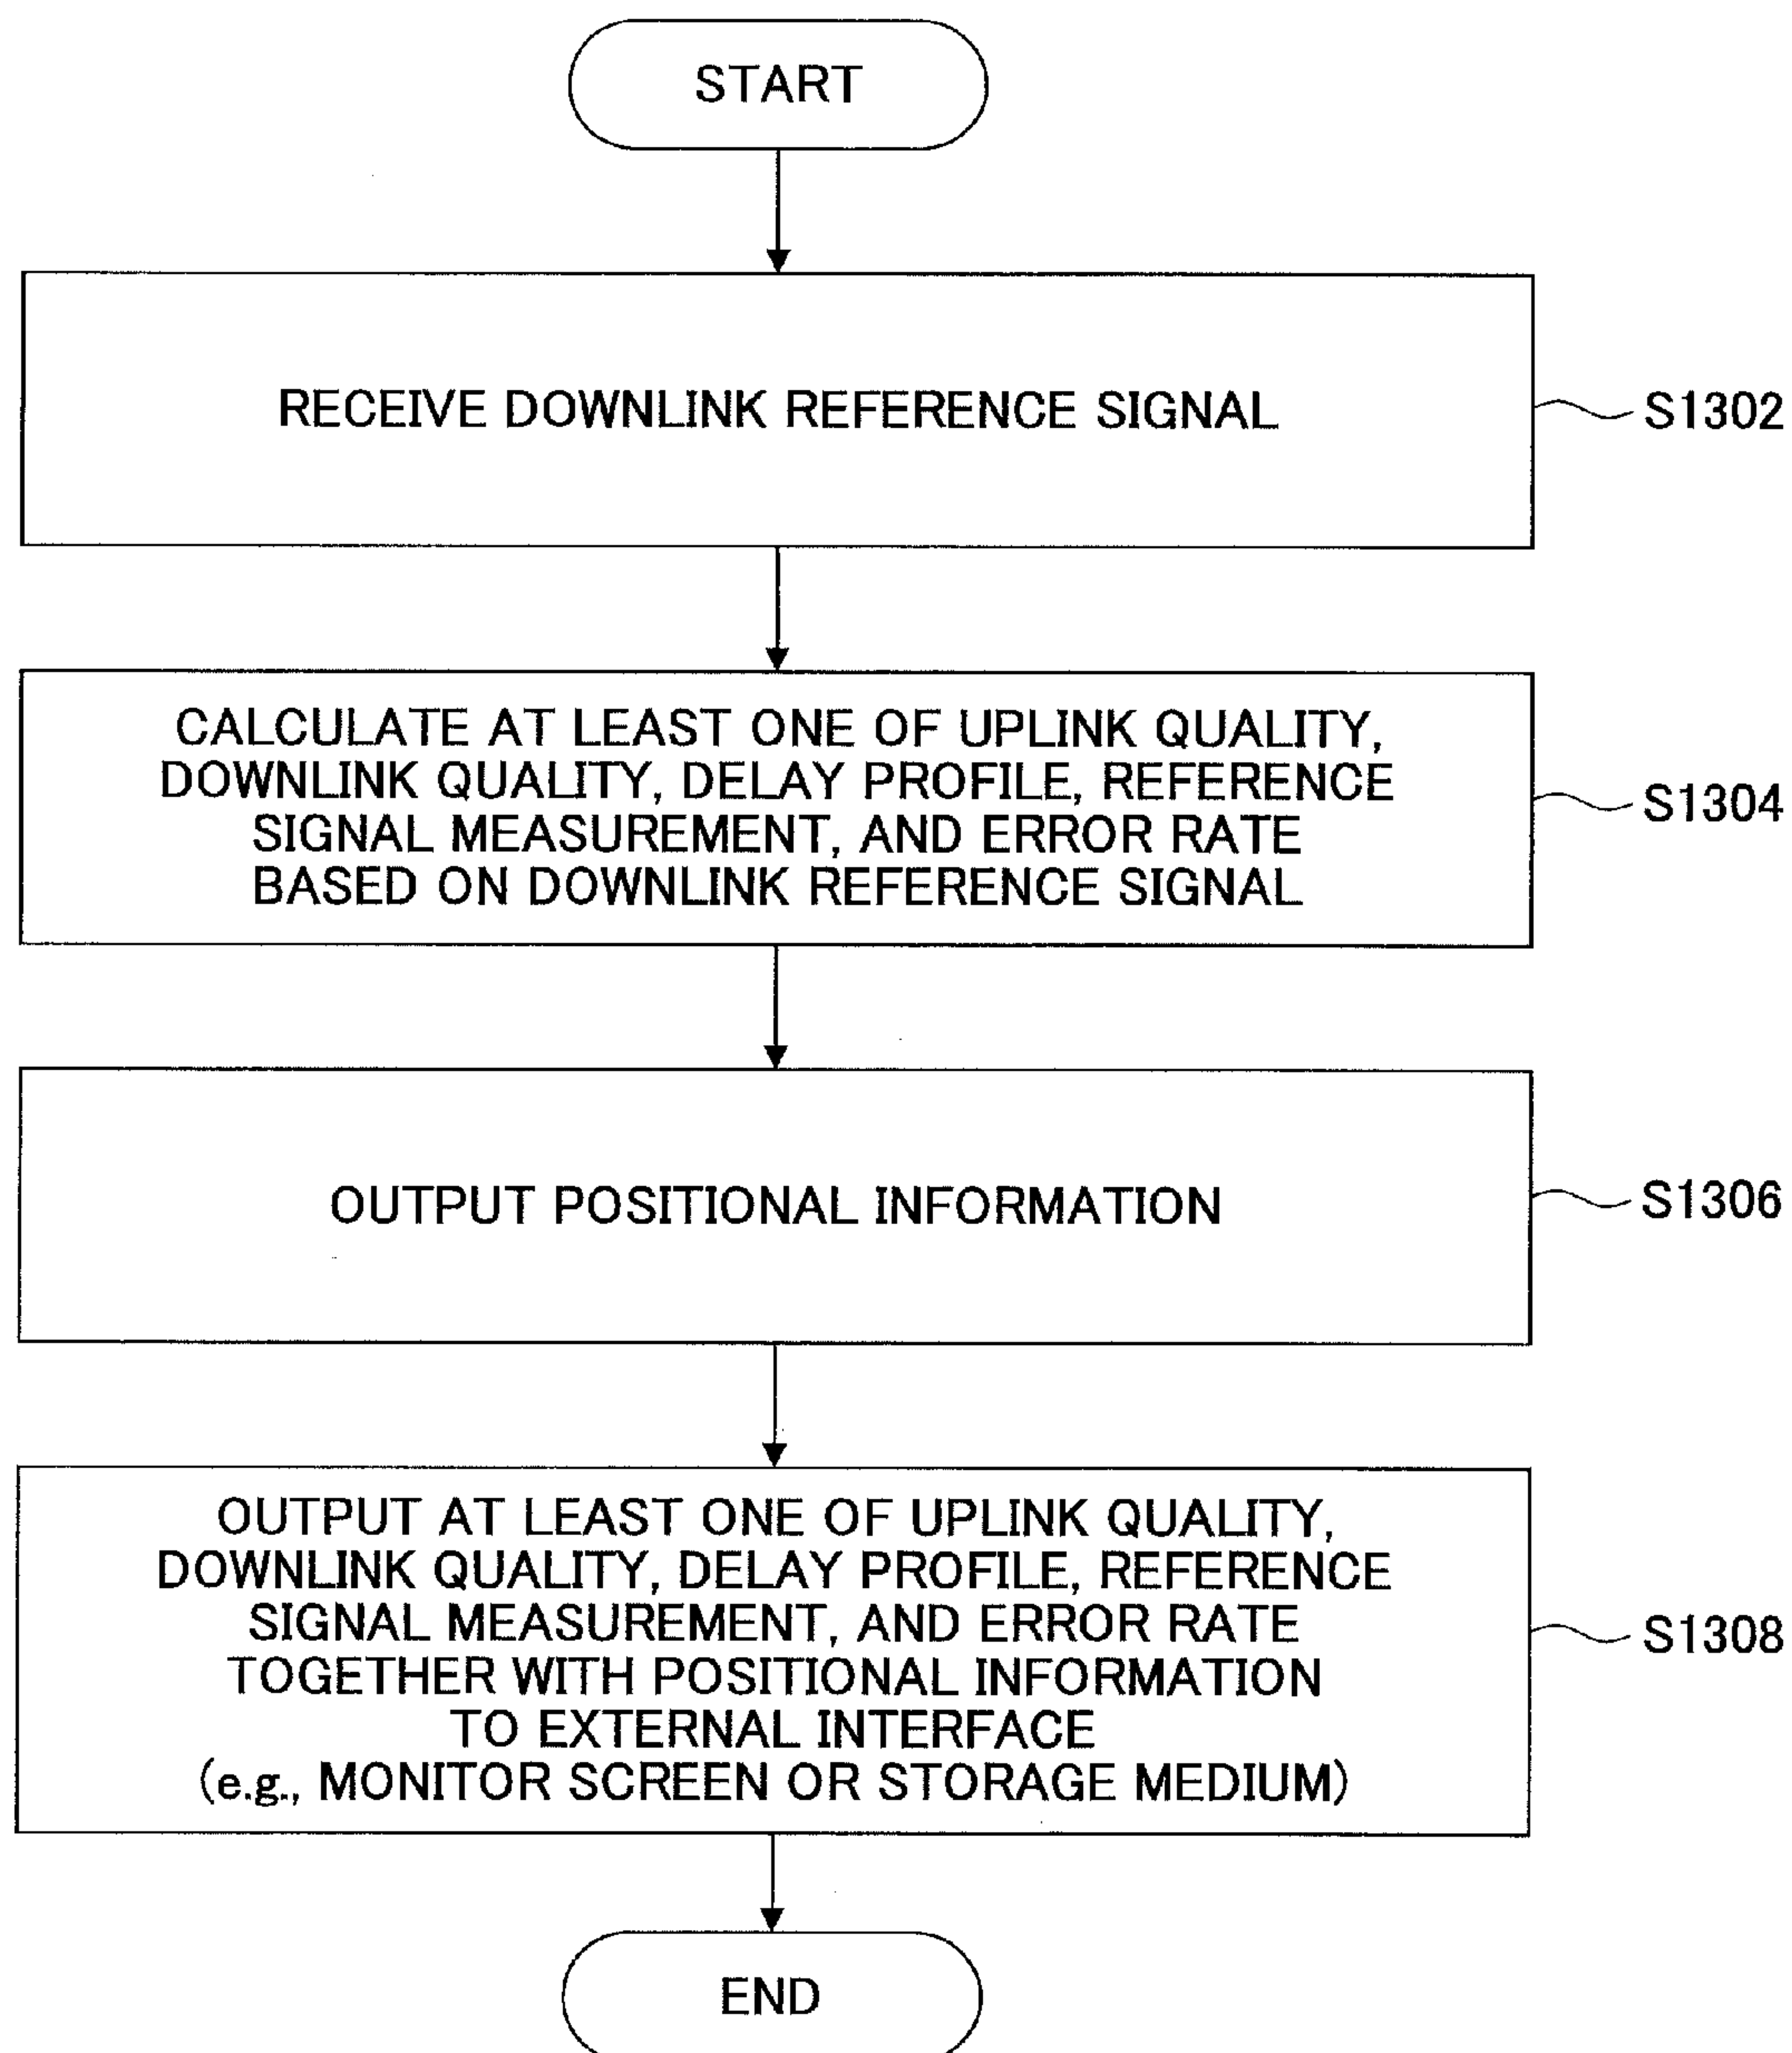 START
RECEIVE DOWNLINK REFERENCE SIGNAL
S1302
CALCULATE AT LEAST ONE OF UPLINK QUALITY,
DOWNLINK QUALITY, DELAY PROFILE, REFERENCE
SIGNAL MEASUREMENT, AND ERROR RATE
BASED ON DOWNLINK REFERENCE SIGNAL
S1304
OUTPUT POSITIONAL INFORMATION
S1306
OUTPUT AT LEAST ONE OF UPLINK QUALITY,
DOWNLINK QUALITY, DELAY PROFILE, REFERENCE
SIGNAL MEASUREMENT, AND ERROR RATE
TOGETHER WITH POSITIONAL INFORMATION
TO EXTERNAL INTERFACE
(e.g., MONITOR SCREEN OR STORAGE MEDIUM)
S1308
END